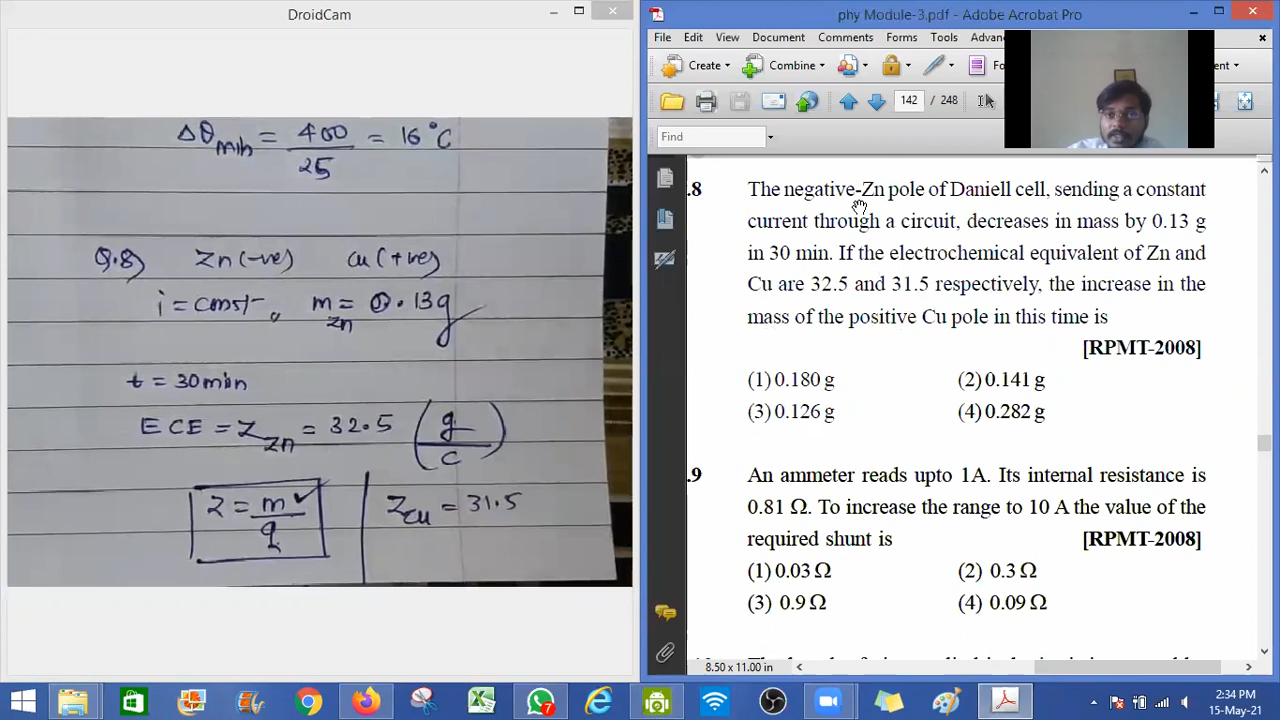 DroidCam
Δθmin = 400/25 = 16°C
Q.8) Zn(-ve) Cu(+ve)
i = const, mZn = 0.13g
t = 30min
ECE = ZZn = 32.5 (g/C)
Z = m/q ZCu = 31.5
phy Module-3.pdf - Adobe Acrobat Pro
File Edit View Document Comments Forms Tools
Create Combine
142 / 248
Find
.8 The negative-Zn pole of Daniell cell, sending a constant
current through a circuit, decreases in mass by 0.13 g
in 30 min. If the electrochemical equivalent of Zn and
Cu are 32.5 and 31.5 respectively, the increase in the
mass of the positive Cu pole in this time is
[RPMT-2008]
(1) 0.180 g (2) 0.141 g
(3) 0.126 g (4) 0.282 g
.9 An ammeter reads upto 1A. Its internal resistance is
0.81 Ω. To increase the range to 10 A the value of the
required shunt is [RPMT-2008]
(1) 0.03 Ω (2) 0.3 Ω
(3) 0.9 Ω (4) 0.09 Ω
8.50 x 11.00 in
7
2:34 PM
15-May-21